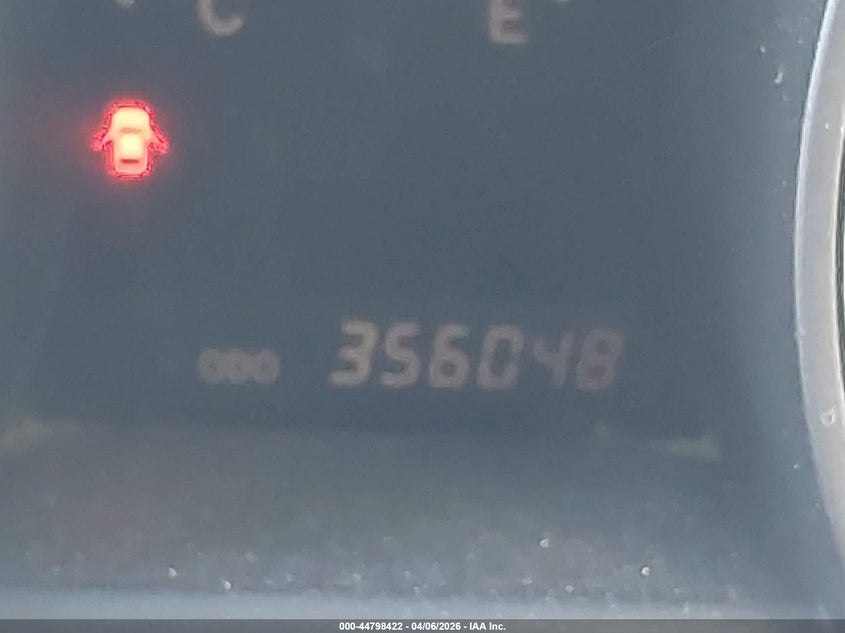 C E
ODO 356048
000-44798422 - 04/06/2026 - IAA Inc.